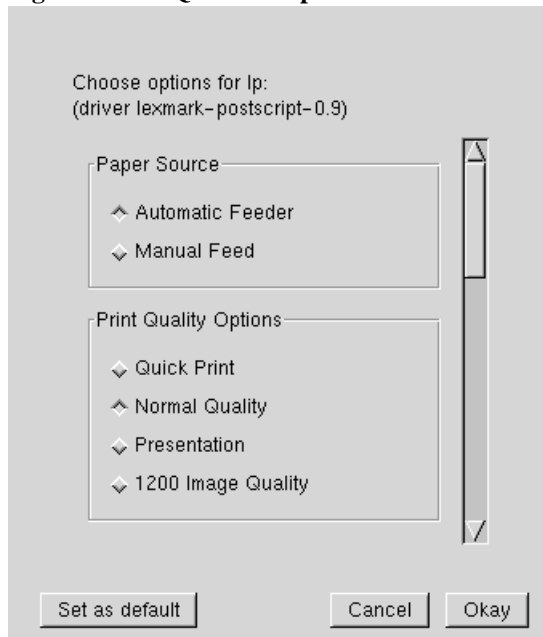 Choose options for lp:
(driver lexmark-postscript-0.9)
Paper Source
Automatic Feeder
Manual Feed
Print Quality Options
Quick Print
Normal Quality
Presentation
1200 Image Quality
Set as default
Cancel
Okay